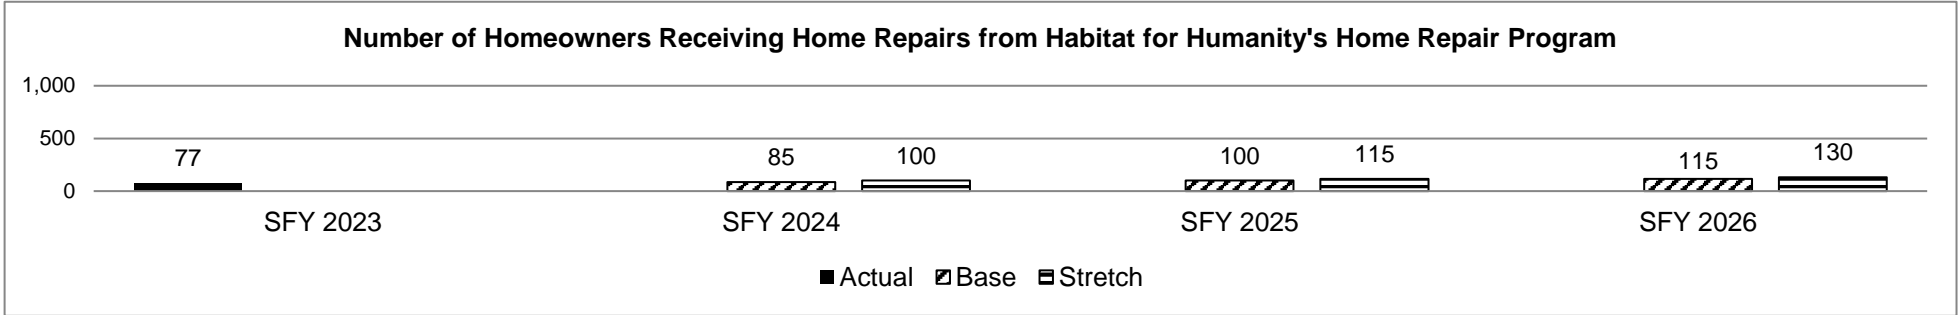 Number of Homeowners Receiving Home Repairs from Habitat for Humanity's Home Repair Program
1,000
500
0
77
85
100
100
115
115
130
SFY 2023
SFY 2024
SFY 2025
SFY 2026
Actual
Base
Stretch